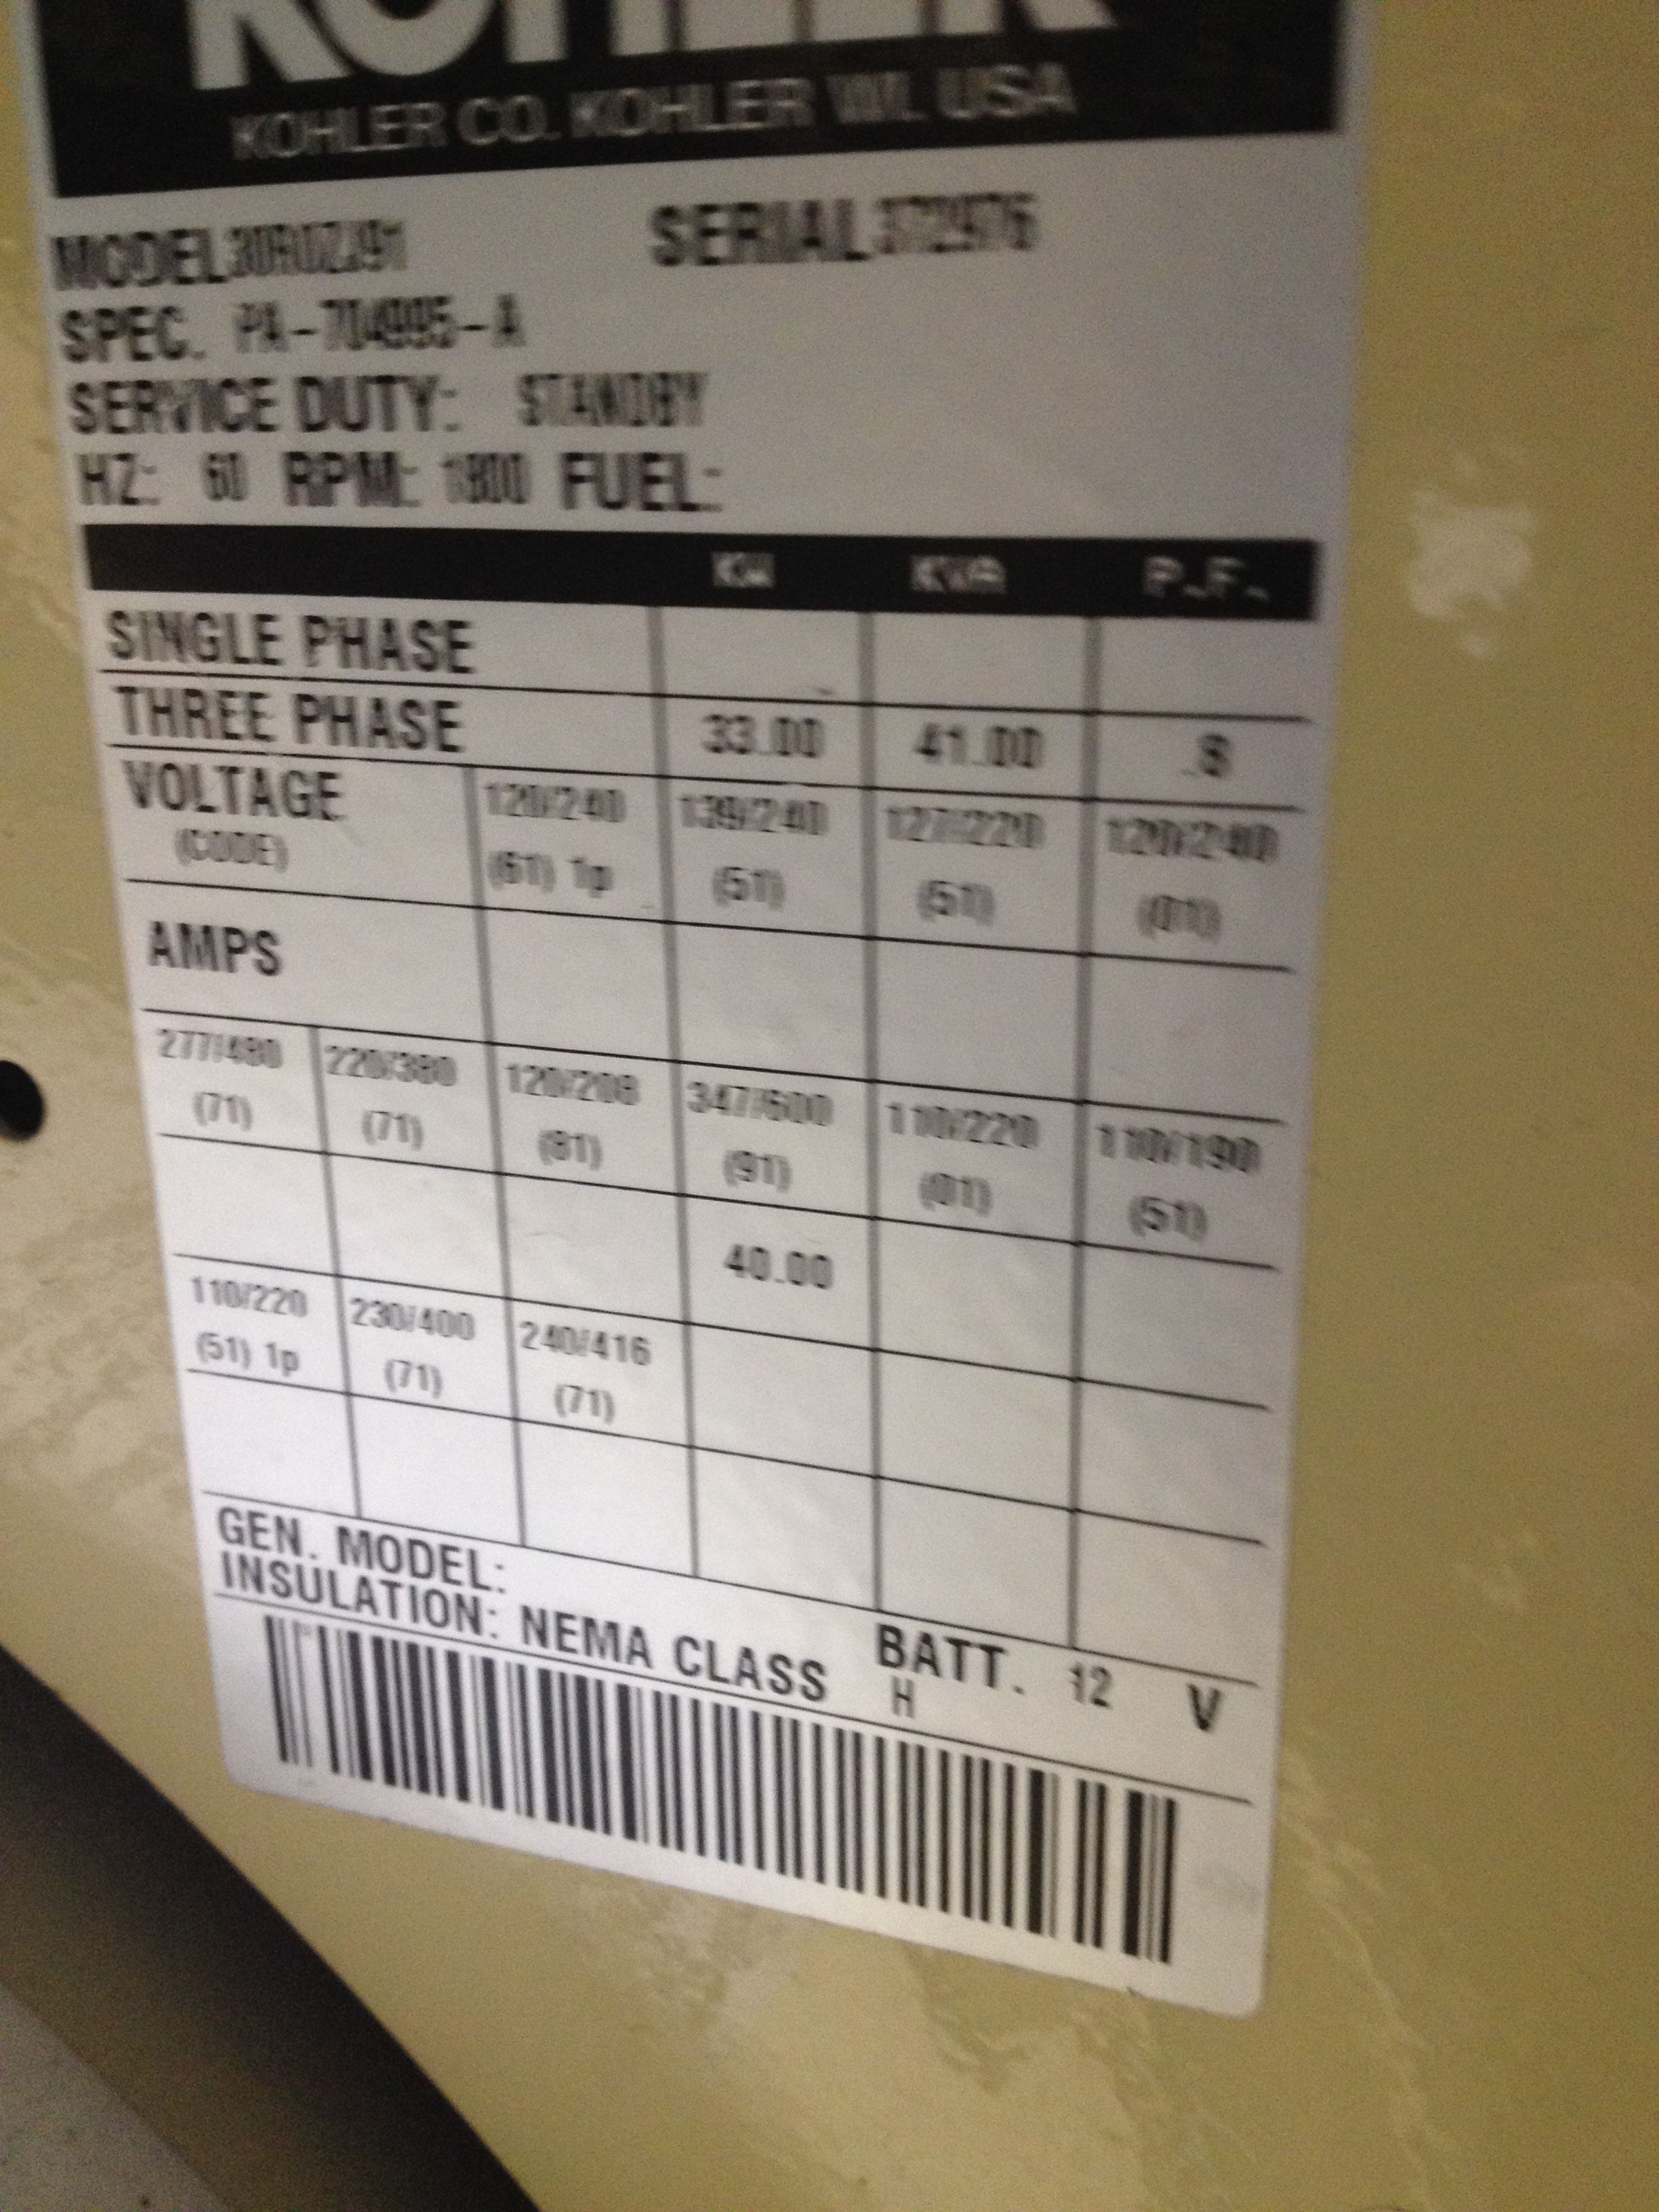 KOHLER
KOHLER CO. KOHLER WI. USA
MODEL 30ROZJ91 SERIAL 372976
SPEC. PA-704995-A
SERVICE DUTY: STANDBY
HZ: 60 RPM: 1800 FUEL:
KW KVA P.F.
SINGLE PHASE
THREE PHASE 33.00 41.00 .8
VOLTAGE 120/240 139/240 127/220 120/240
(CODE) (61) 1p (51) (51) (01)
AMPS
277/480 220/380 120/208 347/600 110/220 110/190
(71) (71) (81) (91) (01) (51)
40.00
110/220 230/400 240/416
(51) 1p (71) (71)
GEN. MODEL: BATT. 12 V
INSULATION: NEMA CLASS H